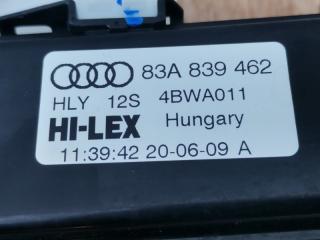 83A 839 462
HLY 12S 4BWA011
HI-LEX Hungary
11:39:42 20-06-09 A